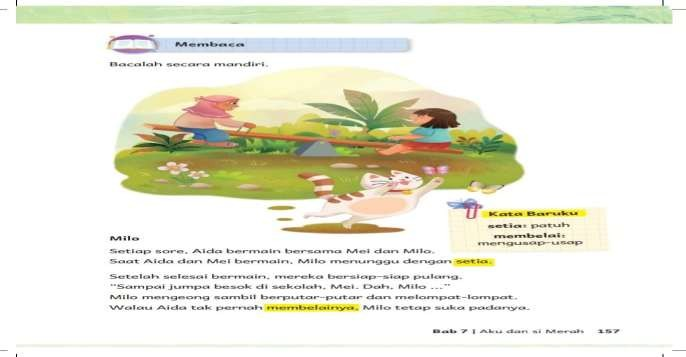 Membaca
Bacalah secara mandiri.
Kata Baruku
setia: patuh
membelai:
mengusap-usap
Milo
Setiap sore, Aida bermain bersama Mei dan Milo.
Saat Aida dan Mei bermain, Milo menunggu dengan setia.
Setelah selesai bermain, mereka bersiap-siap pulang.
“Sampai jumpa besok di sekolah, Mei. Dah, Milo ...”
Milo mengeong sambil berputar-putar dan melompat-lompat.
Walau Aida tak pernah membelainya, Milo tetap suka padanya.
Bab 7 | Aku dan si Merah 157